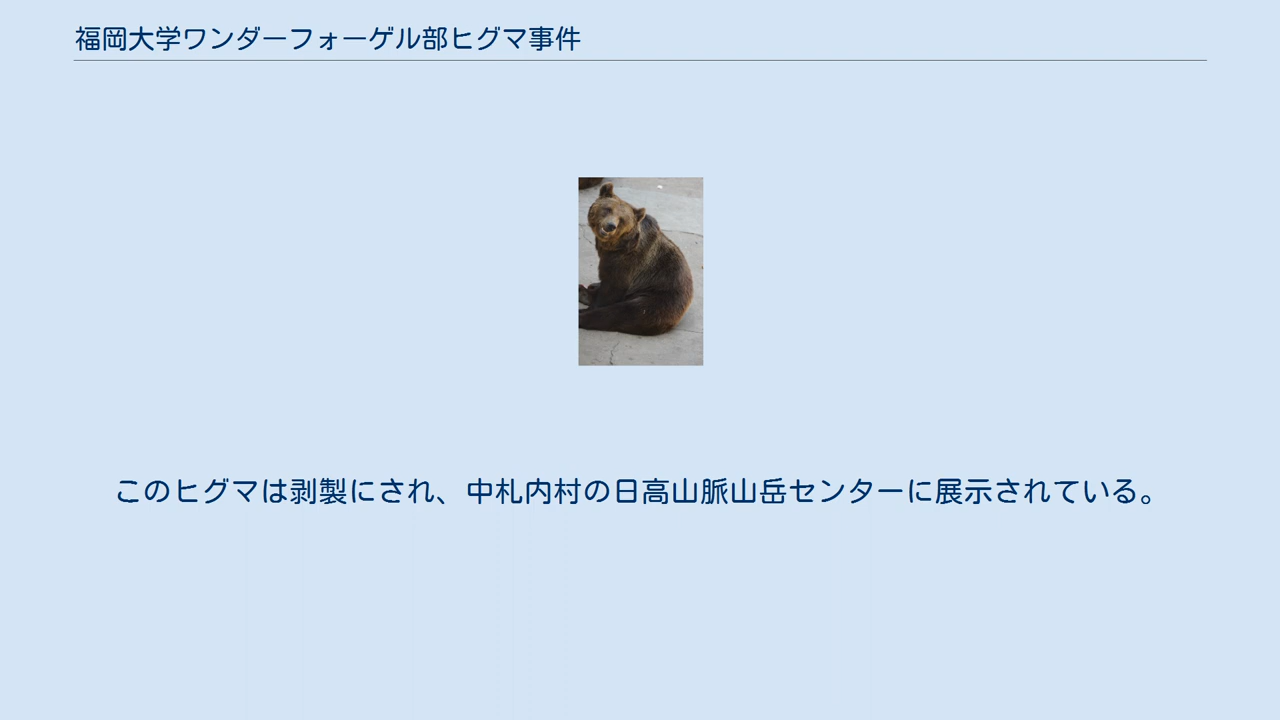 福岡大学ワンダーフォーゲル部ヒグマ事件
このヒグマは剥製にされ、中札内村の日高山脈山岳センターに展示されている。